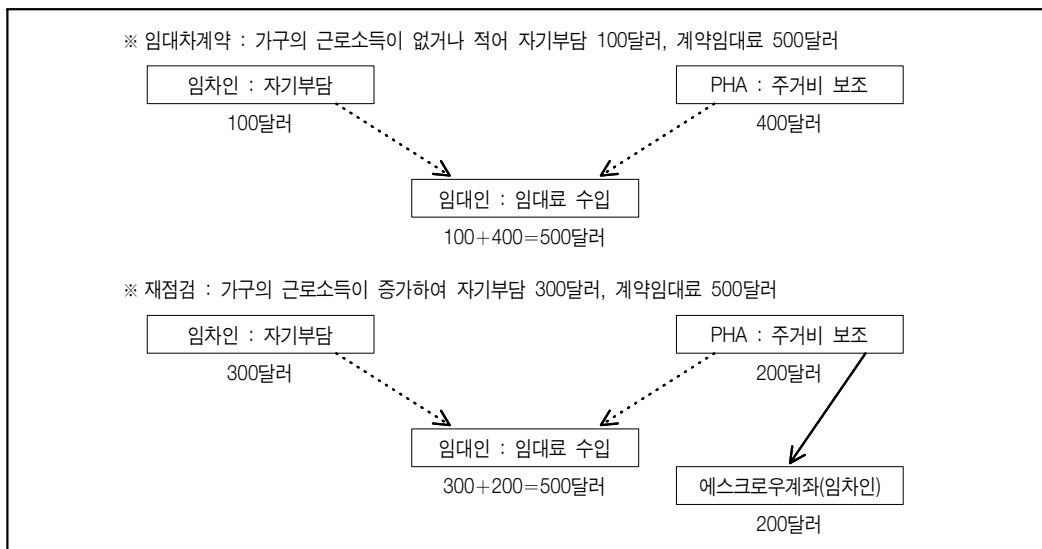 ※ 임대차계약 : 가구의 근로소득이 없거나 적어 자기부담 100달러, 계약임대료 500달러
임차인 : 자기부담
PHA : 주거비 보조
100달러
400달러
임대인 : 임대료 수입
100+400=500달러
※ 재점검 : 가구의 근로소득이 증가하여 자기부담 300달러, 계약임대료 500달러
임차인 : 자기부담
PHA : 주거비 보조
300달러
200달러
임대인 : 임대료 수입
300+200=500달러
에스크로우계좌(임차인)
200달러